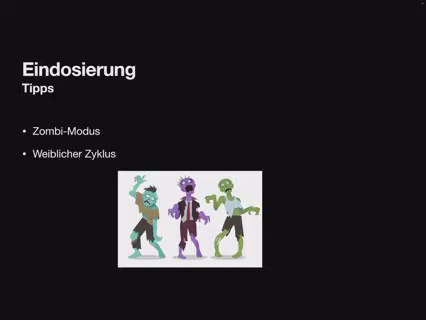 Eindosierung
Tipps
• Zombi-Modus
• Weiblicher Zyklus